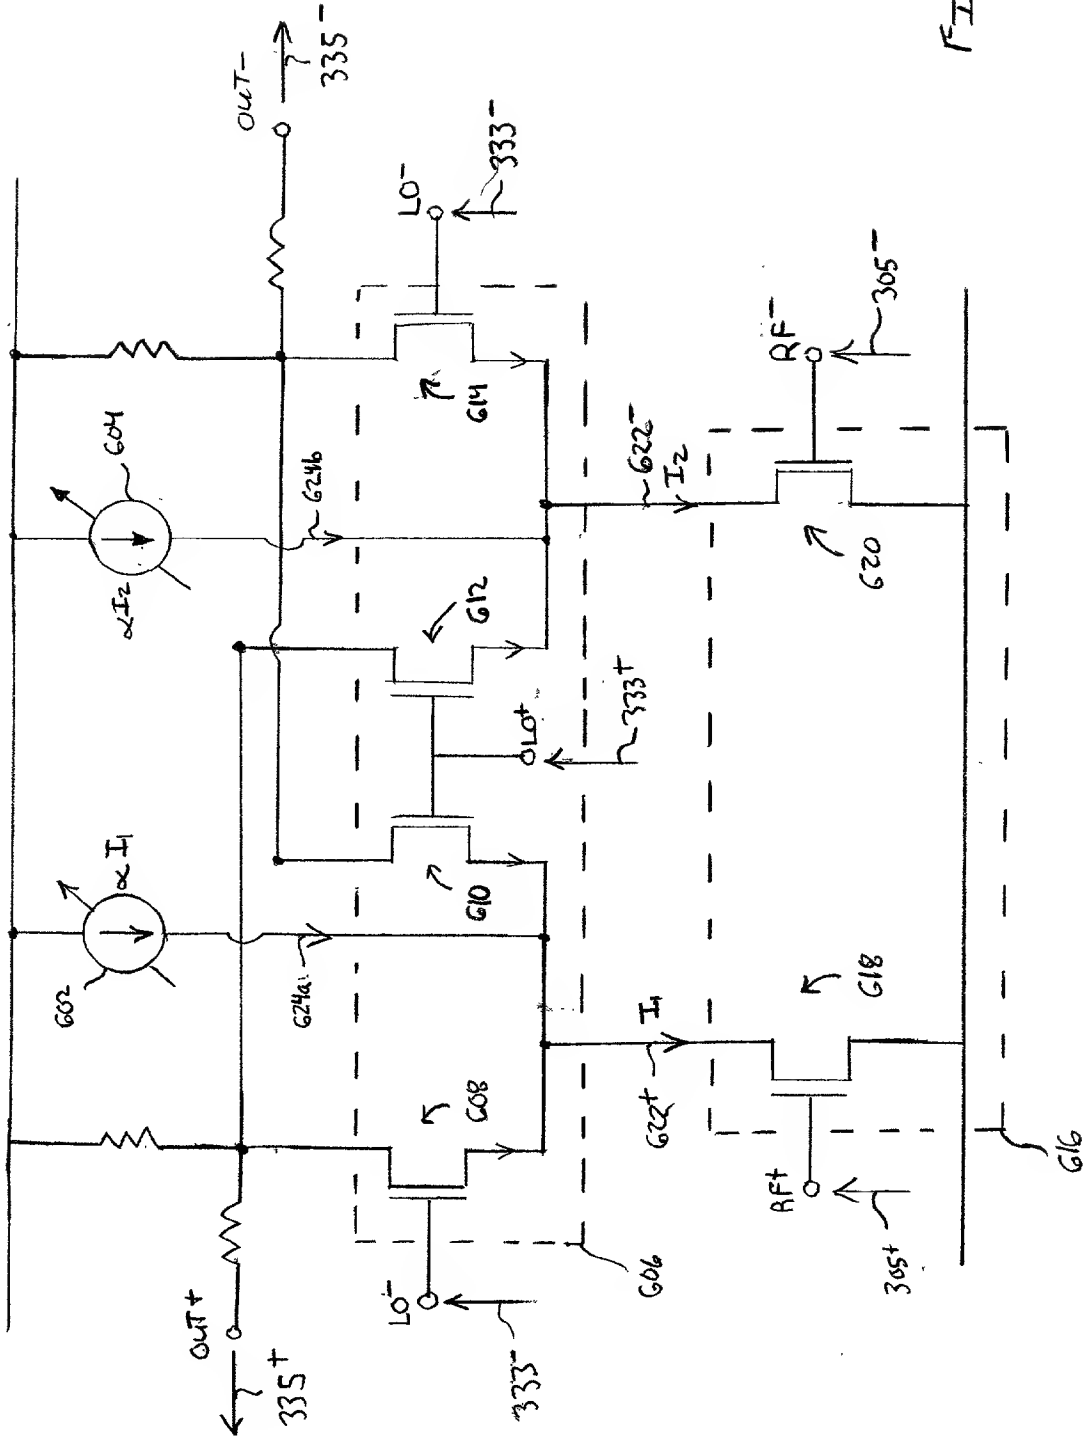 OUT+
335+
OUT-
335-
602
αI1
αI2
604
624a
624b
LO-
333-
608
610
612
614
LO+
333+
LO-
333-
606
622+
I1
622-
I2
RF+
305+
618
620
RF-
305-
616